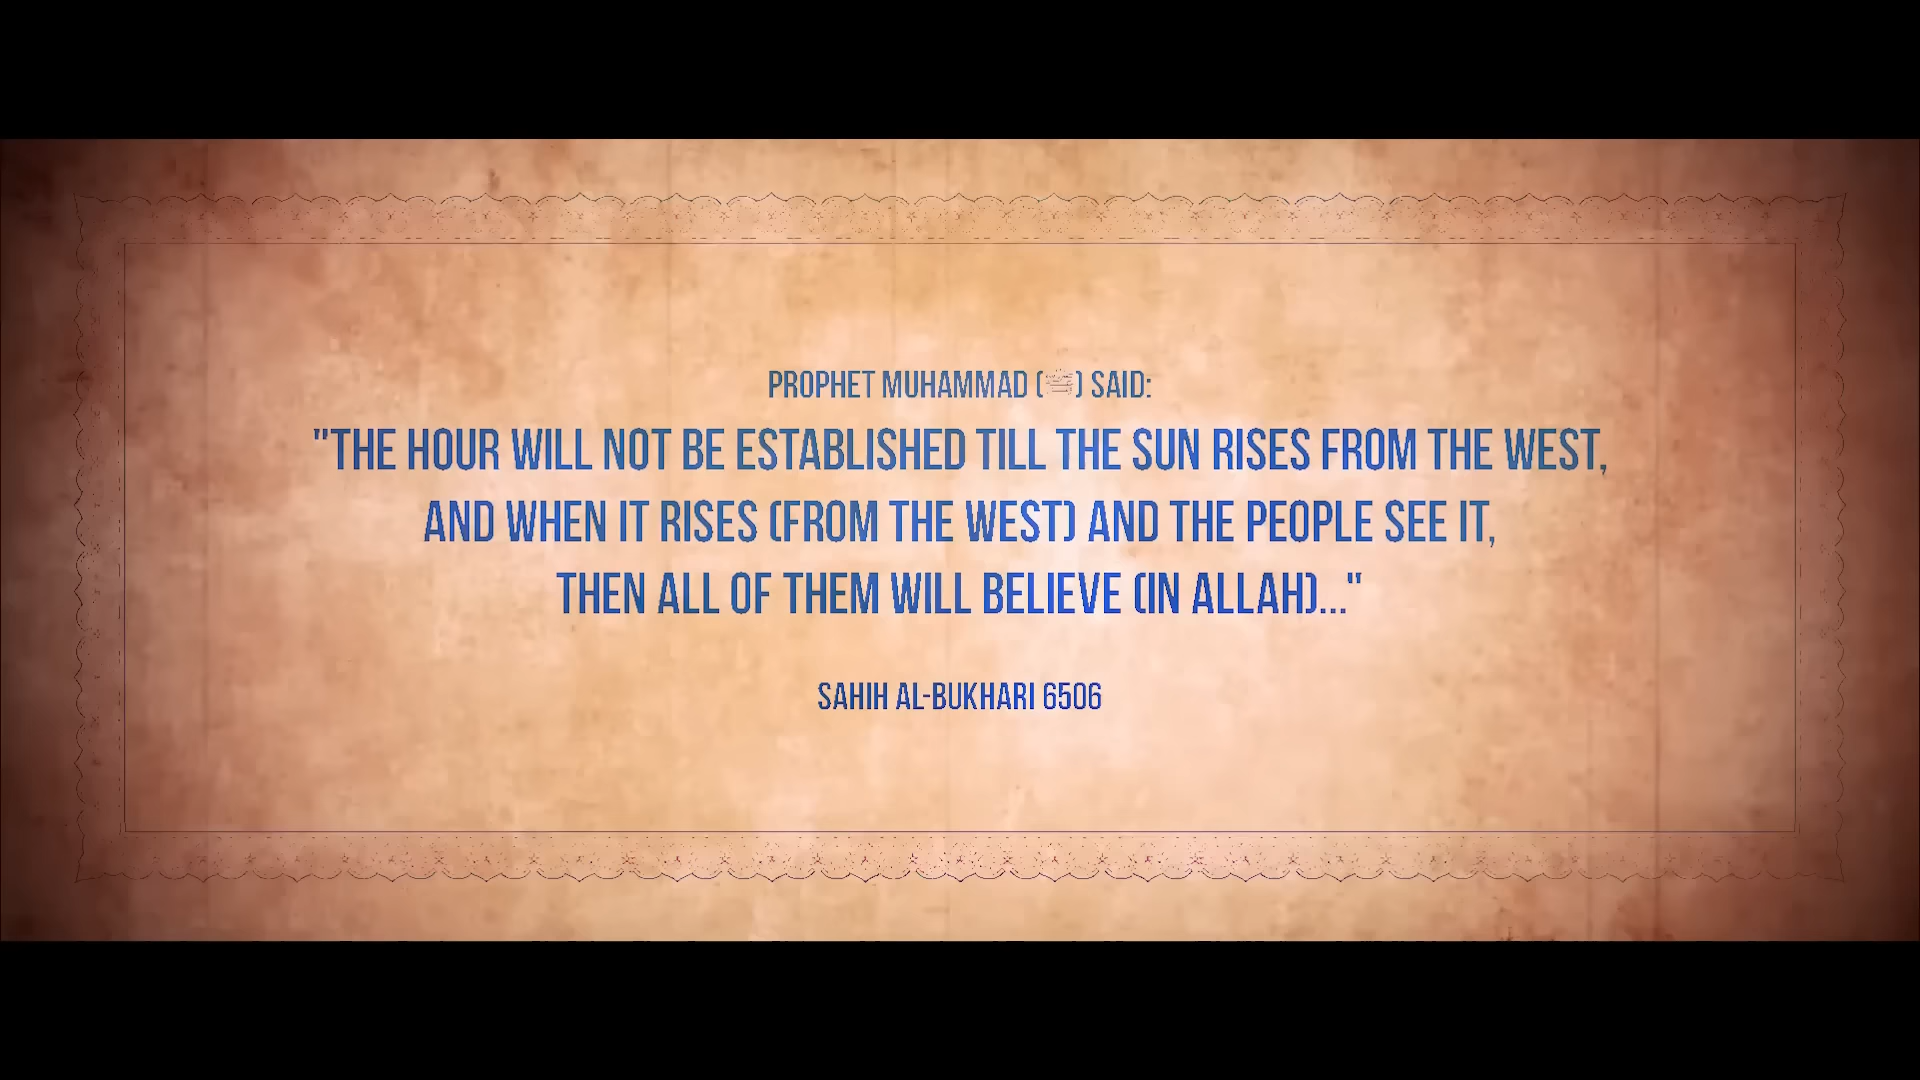 PROPHET MUHAMMAD (ﷺ) SAID:
"THE HOUR WILL NOT BE ESTABLISHED TILL THE SUN RISES FROM THE WEST,
AND WHEN IT RISES (FROM THE WEST) AND THE PEOPLE SEE IT,
THEN ALL OF THEM WILL BELIEVE (IN ALLAH)..."
SAHIH AL-BUKHARI 6506